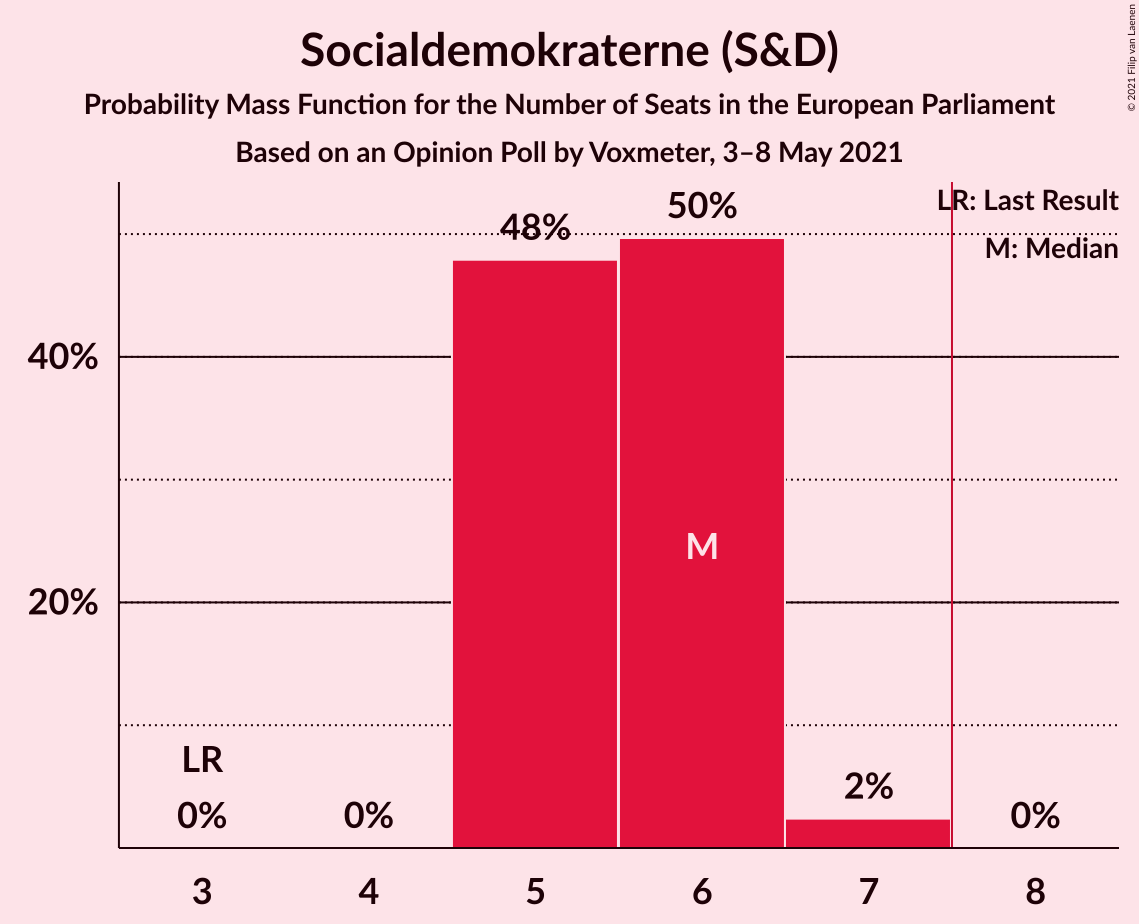 Socialdemokraterne (S&D)
Probability Mass Function for the Number of Seats in the European Parliament
Based on an Opinion Poll by Voxmeter, 3–8 May 2021
© 2021 Filip van Laenen
LR: Last Result
M: Median
48%
50%
40%
20%
M
LR
0%
0%
2%
0%
3
4
5
6
7
8